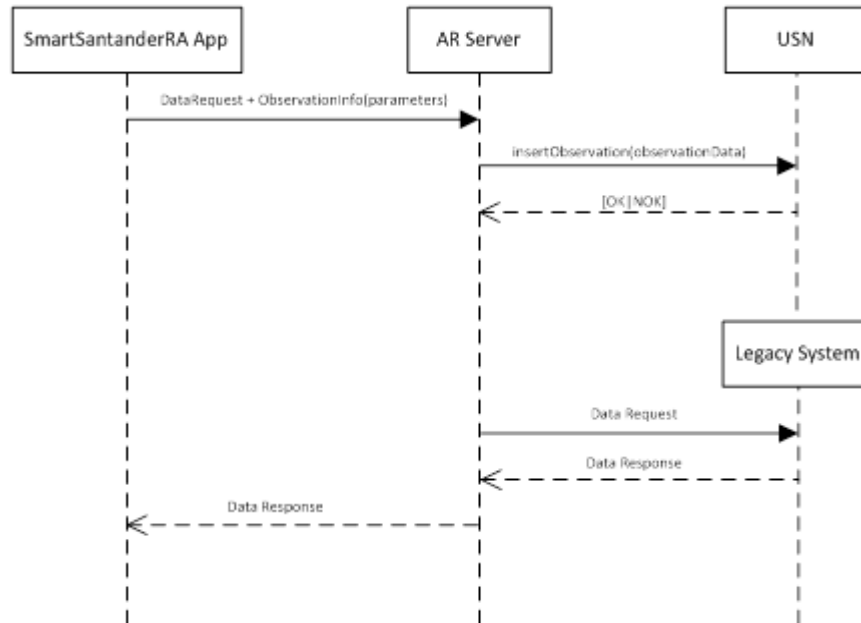 SmartSantanderRA App
AR Server
USN
DataRequest + ObservationInfo(parameters)
insertObservation(observationData)
[OK|NOK]
Legacy System
Data Request
Data Response
Data Response